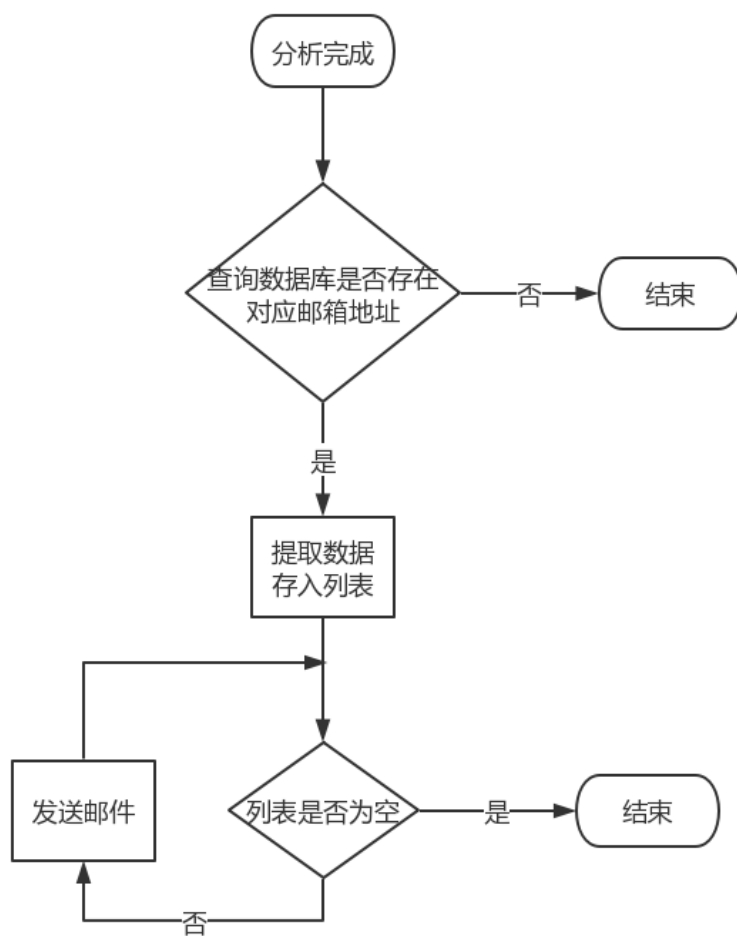 分析完成
查询数据库是否存在
对应邮箱地址
否
结束
是
提取数据
存入列表
发送邮件
列表是否为空
是
结束
否